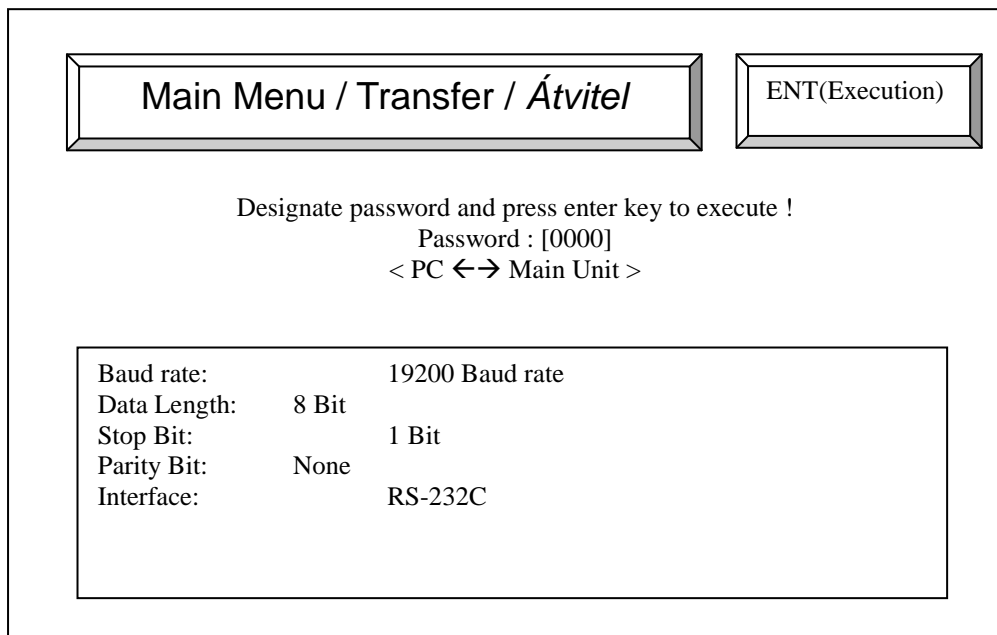 Main Menu / Transfer / Átvitel
ENT(Execution)
Designate password and press enter key to execute !
Password : [0000]
< PC ←→ Main Unit >
Baud rate: 19200 Baud rate
Data Length: 8 Bit
Stop Bit: 1 Bit
Parity Bit: None
Interface: RS-232C